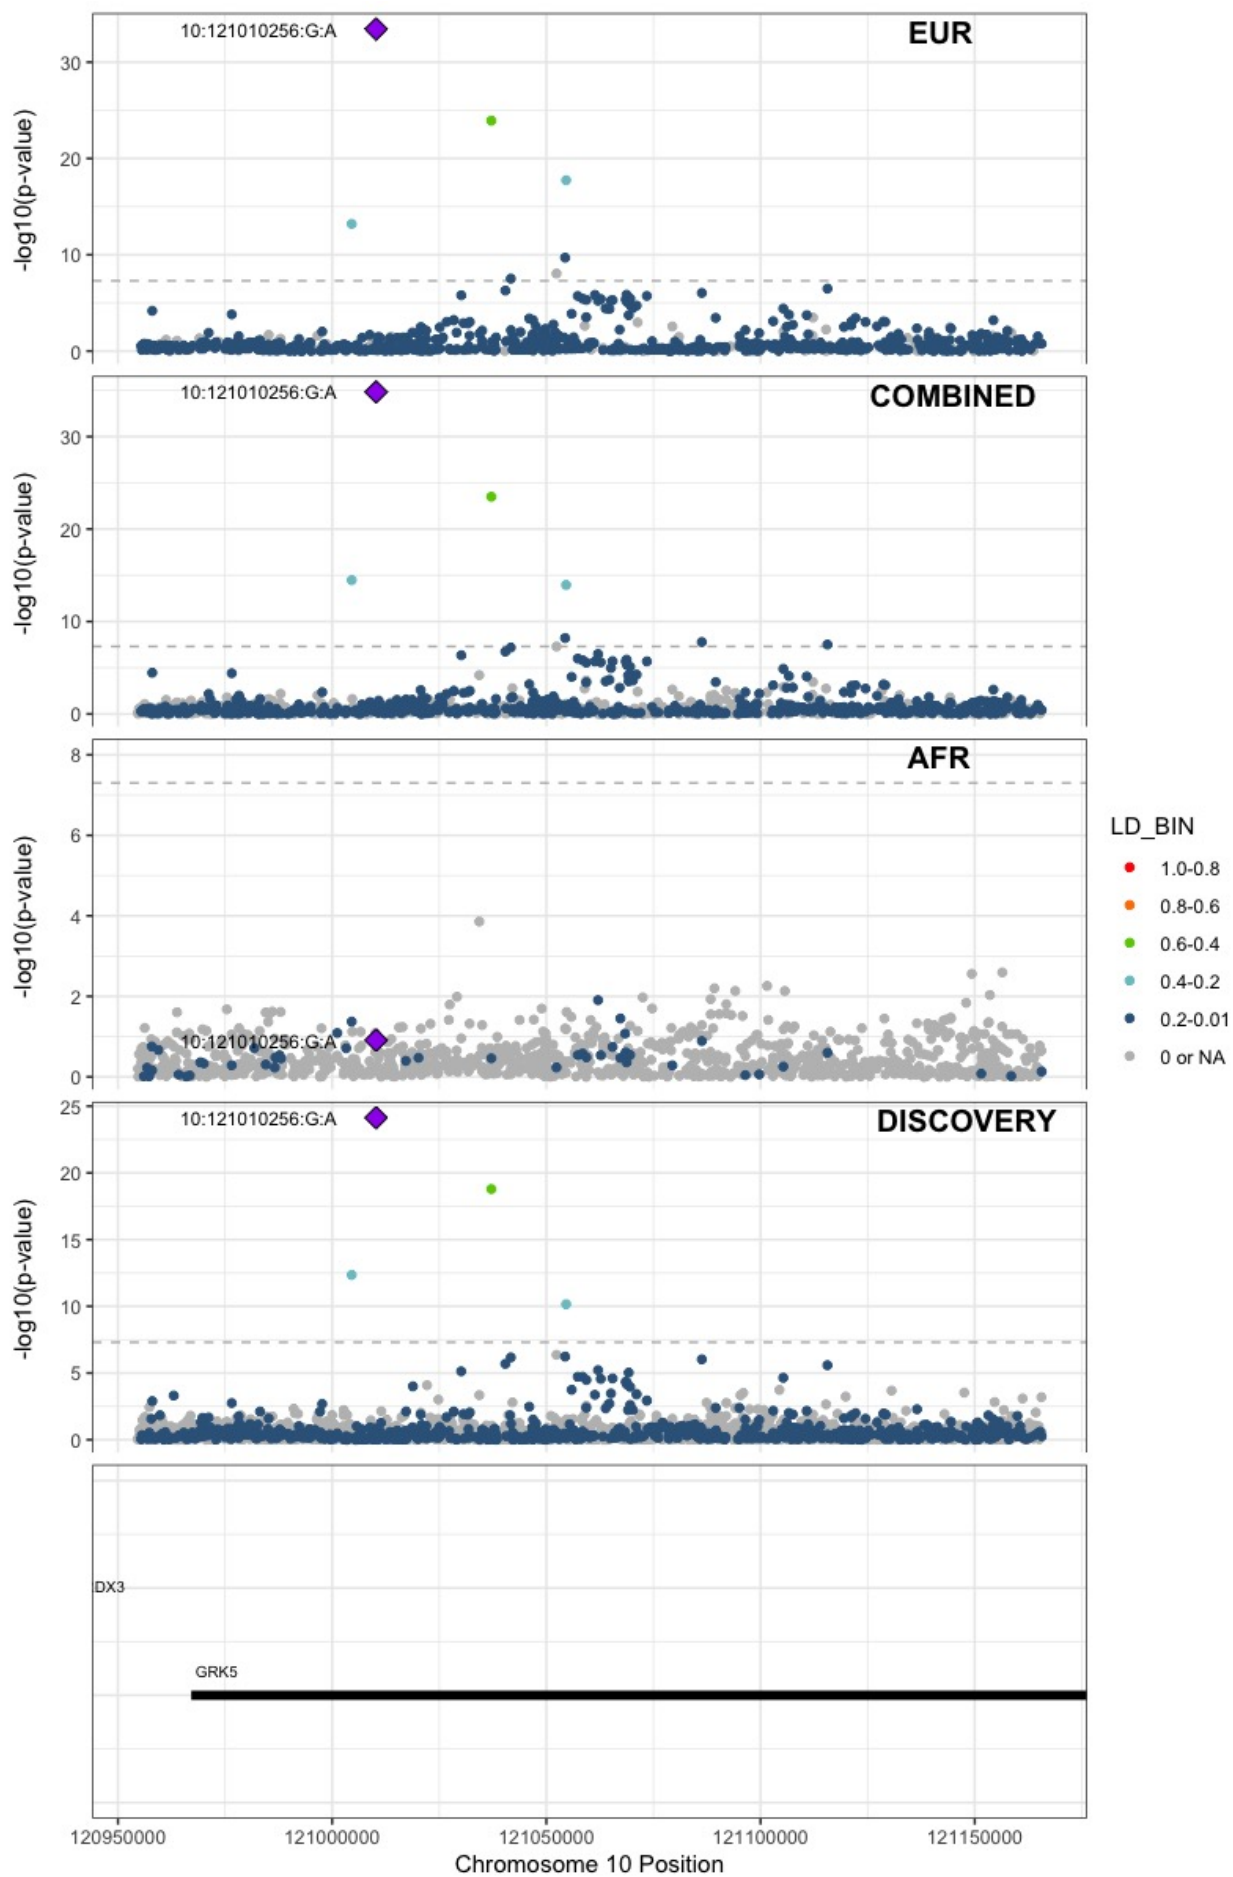 EUR
10:121010256:G:A
-log10(p-value)
30
20
10
0
COMBINED
10:121010256:G:A
-log10(p-value)
30
20
10
0
AFR
8
6
4
2
0
-log10(p-value)
10:121010256:G:A
LD_BIN
1.0-0.8
0.8-0.6
0.6-0.4
0.4-0.2
0.2-0.01
0 or NA
DISCOVERY
10:121010256:G:A
-log10(p-value)
25
20
15
10
5
0
DX3
GRK5
120950000 121000000 121050000 121100000 121150000
Chromosome 10 Position